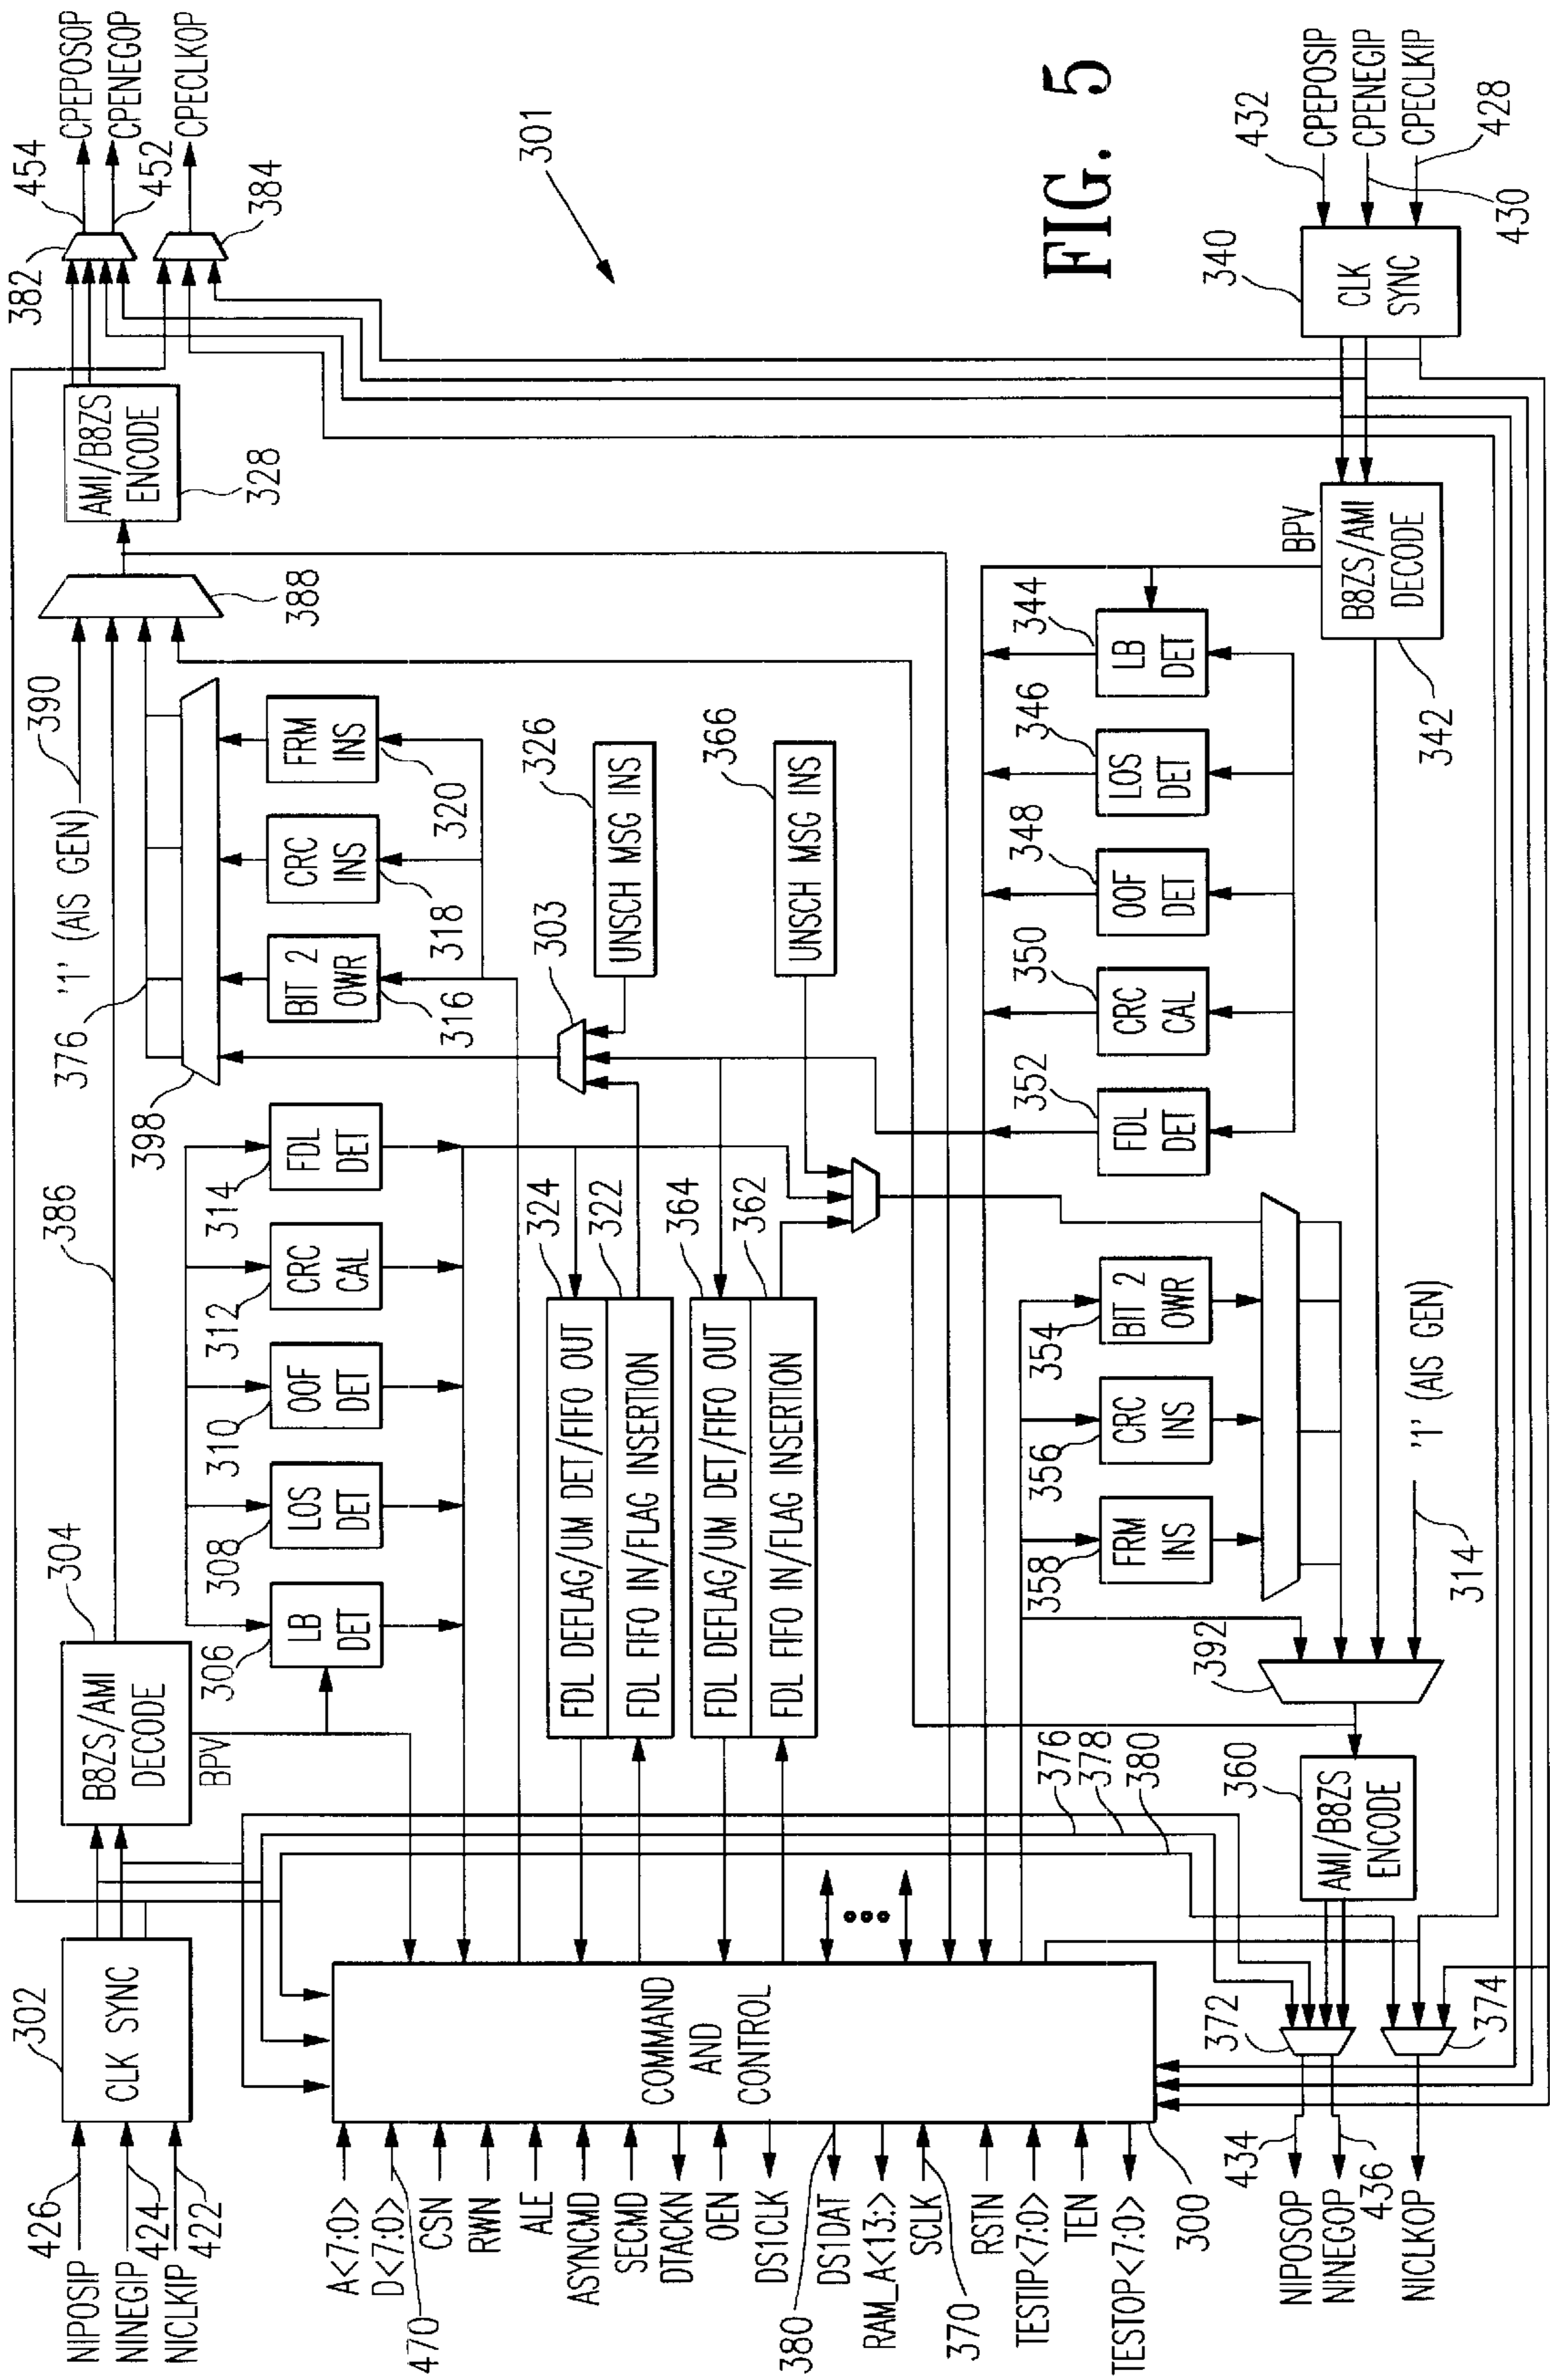 426
NIPOSIP
NINEGIP
424
NICLKIP
422
302
CLK SYNC
304
B8ZS/AMI
DECODE
BPV
386
376
'1' (AIS GEN)
390
388
AMI/B8ZS
ENCODE
328
382
454
CPEPOSOP
CPENEGOP
452
CPECLKOP
384
301
306
LB
DET
308
LOS
DET
310
OOF
DET
312
CRC
CAL
314
FDL
DET
398
BIT 2
OWR
316
CRC
INS
318
FRM
INS
320
303
326
UNSCH MSG INS
366
UNSCH MSG INS
FDL DEFLAG/UM DET/FIFO OUT
324
FDL FIFO IN/FLAG INSERTION
322
FDL DEFLAG/UM DET/FIFO OUT
364
FDL FIFO IN/FLAG INSERTION
362
COMMAND
AND
CONTROL
300
A<7:0>
D<7:0>
470
CSN
RWN
ALE
ASYNCMD
SECMD
DTACKN
OEN
DS1CLK
DS1DAT
380
RAM_A<13:>
SCLK
370
RSTN
TESTIP<7:0>
TEN
TESTOP<7:0>
352
FDL
DET
350
CRC
CAL
348
OOF
DET
346
LOS
DET
344
LB
DET
BPV
B8ZS/AMI
DECODE
342
340
CLK
SYNC
432
CPEPOSIP
CPENEGIP
CPECLKIP
430
428
358
FRM
INS
356
CRC
INS
354
BIT 2
OWR
'1' (AIS GEN)
314
392
376
378
380
360
AMI/B8ZS
ENCODE
372
374
434
NIPOSOP
NINEGOP
436
NICLKOP
FIG. 5